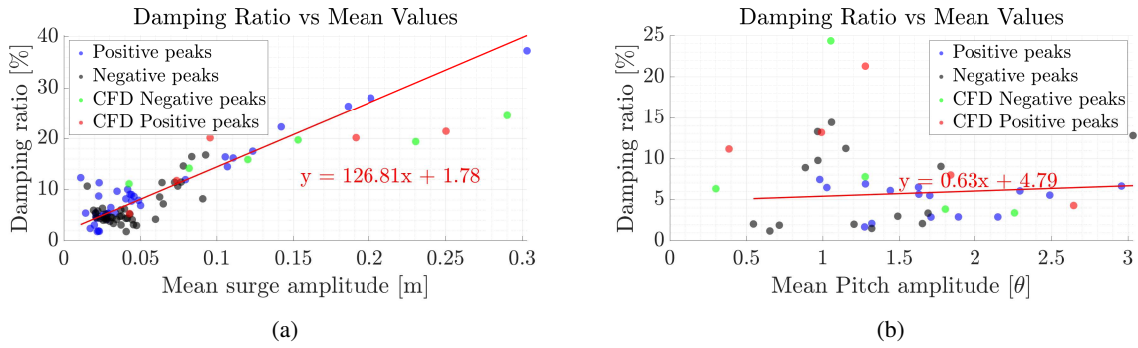 Damping Ratio vs Mean Values
Damping ratio [%]
40
30
20
10
0
Positive peaks
Negative peaks
CFD Negative peaks
CFD Positive peaks
y = 126.81x + 1.78
0 0.05 0.1 0.15 0.2 0.25 0.3
Mean surge amplitude [m]
(a)
Damping Ratio vs Mean Values
Damping ratio [%]
25
20
15
10
5
0
Positive peaks
Negative peaks
CFD Negative peaks
CFD Positive peaks
y = 0.63x + 4.79
0 0.5 1 1.5 2 2.5 3
Mean Pitch amplitude [θ]
(b)